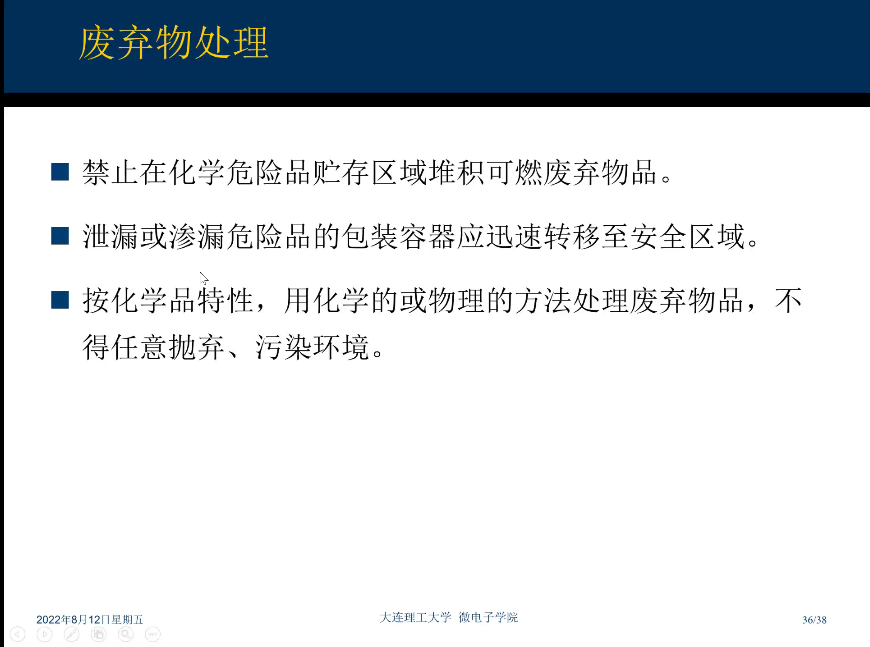 废弃物处理
禁止在化学危险品贮存区域堆积可燃废弃物品。
泄漏或渗漏危险品的包装容器应迅速转移至安全区域。
按化学品特性，用化学的或物理的方法处理废弃物品，不
得任意抛弃、污染环境。
2022年8月12日星期五
大连理工大学 微电子学院
36/38